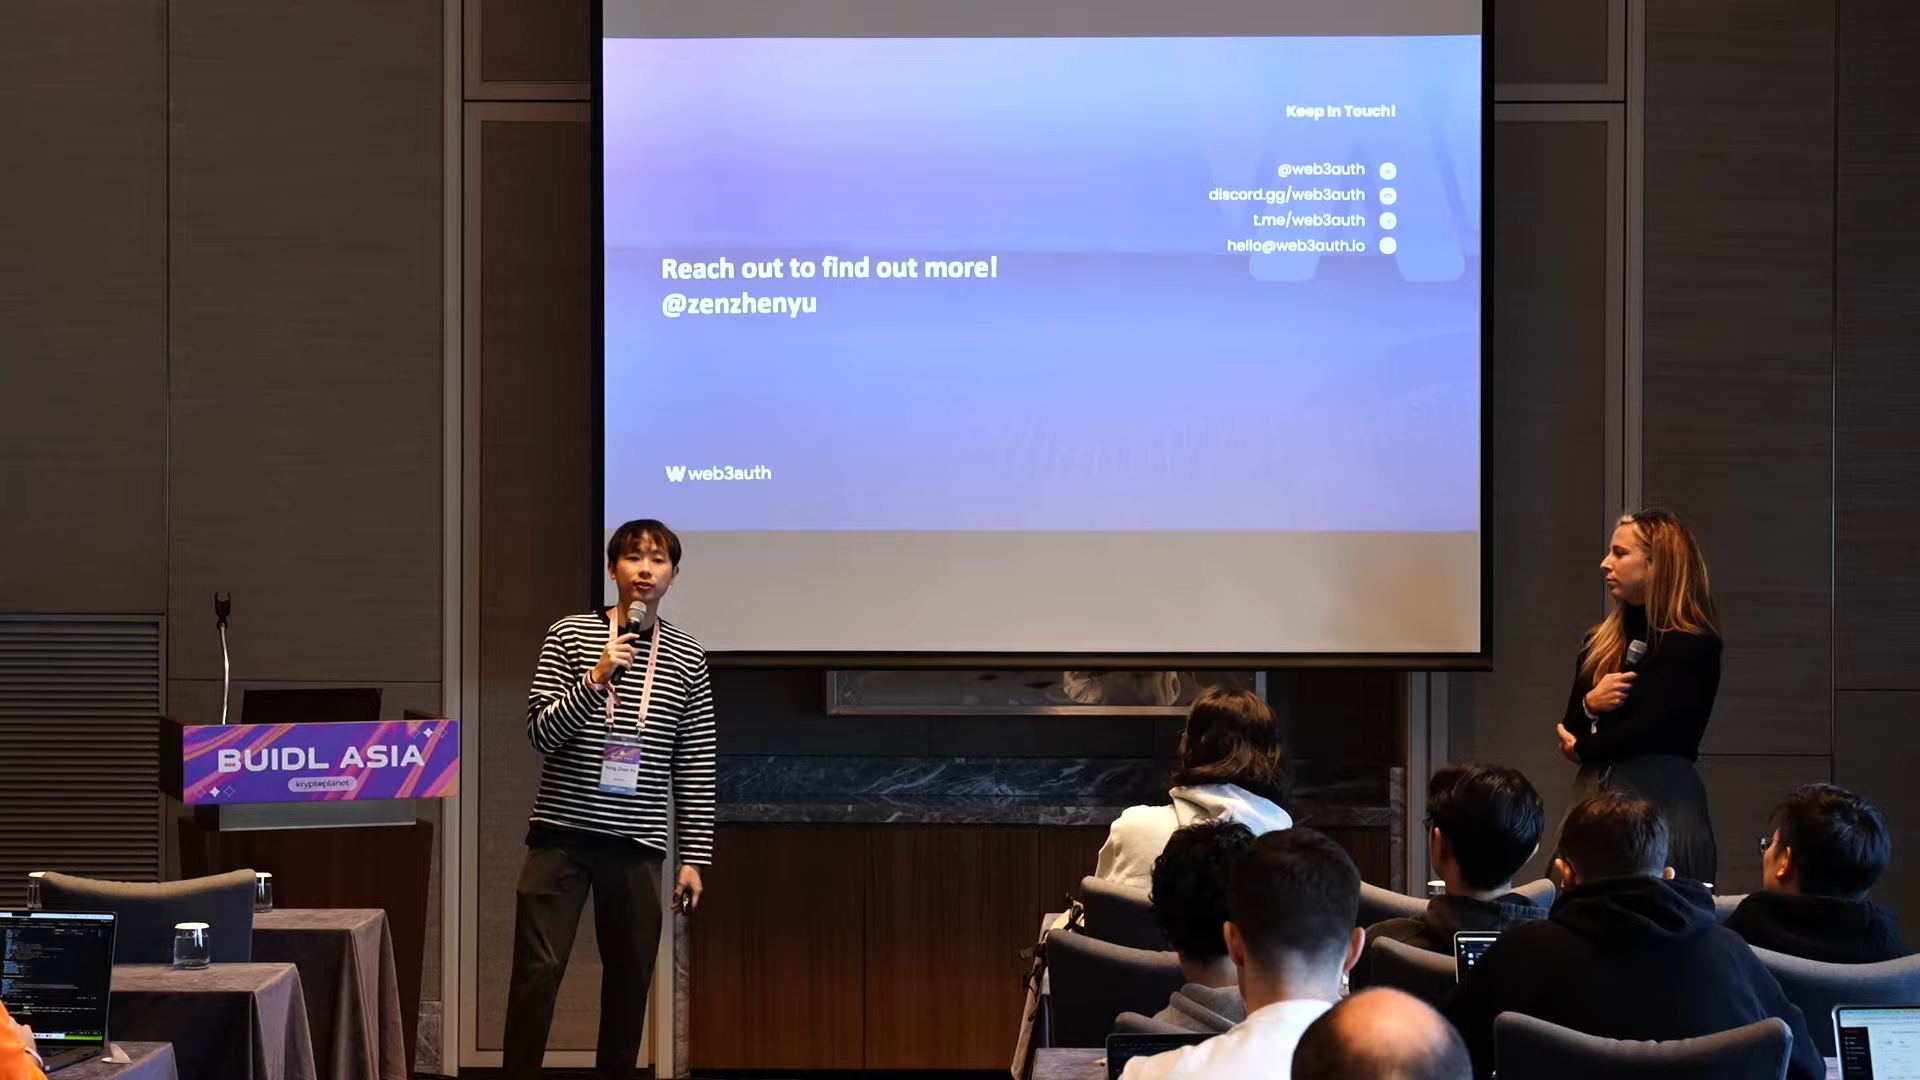 Keep In Touch!
@web3auth
discord.gg/web3auth
t.me/web3auth
hello@web3auth.io
Reach out to find out more!
@zenzhenyu
web3auth
BUIDL ASIA
kryptoplanet